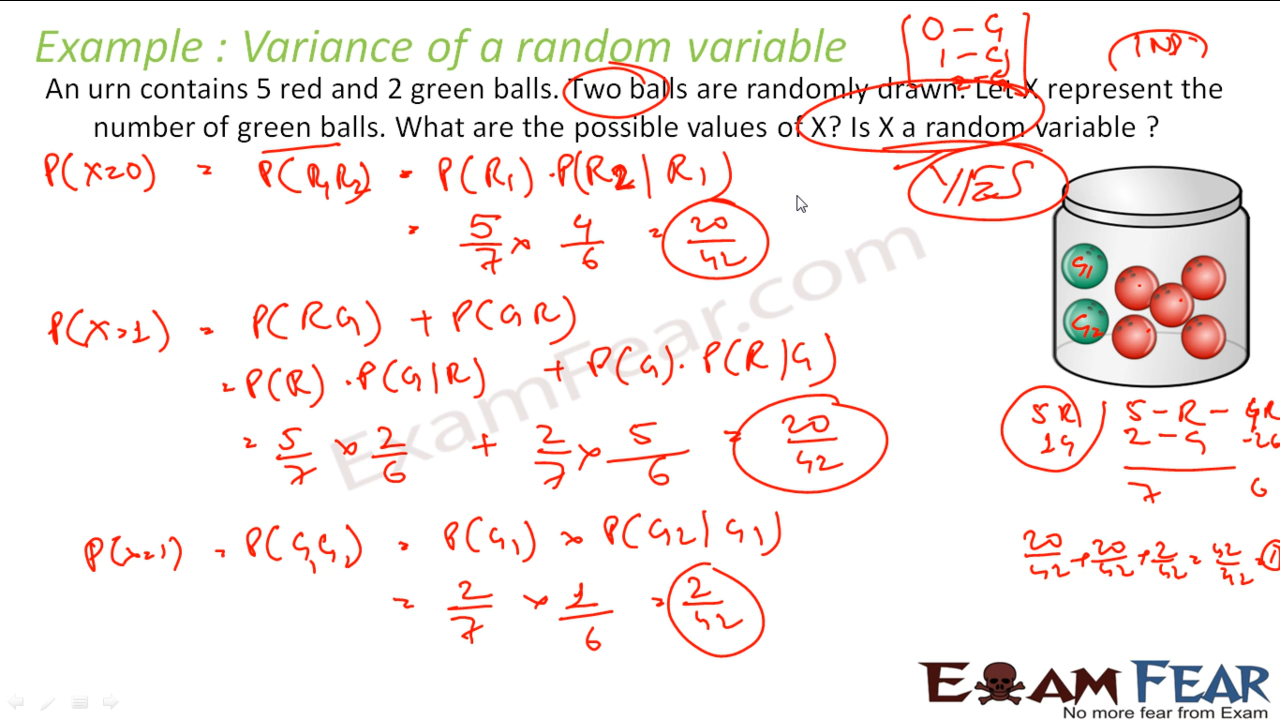 Example : Variance of a random variable
0 - G
1 - G
2 - G
An urn contains 5 red and 2 green balls. Two balls are randomly drawn. Let X represent the
number of green balls. What are the possible values of X? Is X a random variable ?
YES
P(X=0) = P(R1R2) = P(R1) · P(R2 | R1)
= 5/7 × 4/6 = 20/42
P(X=1) = P(RG) + P(GR)
= P(R) · P(G|R) + P(G) · P(R|G)
= 5/7 × 2/6 + 2/7 × 5/6 = 20/42
P(X=1) = P(G1G2) = P(G1) × P(G2 | G1)
= 2/7 × 1/6 = 2/42
G1
G2
5R
1G
5 - R -
2 - G
7 6
20/42 + 20/42 + 2/42 = 42/42 = 1
ExamFear.com
EXAM FEAR
No more fear from Exam